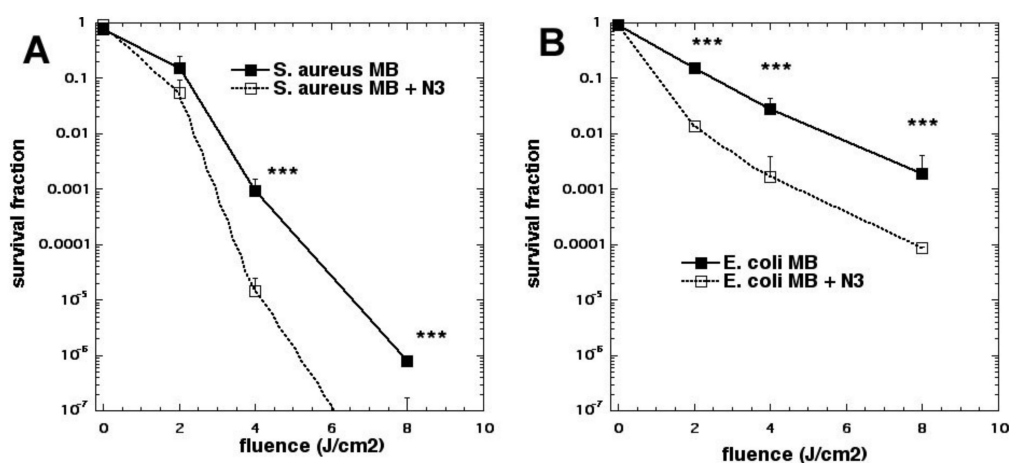 A
S. aureus MB
S. aureus MB + N3
***
***
survival fraction
1
0.1
0.01
0.001
0.0001
10-5
10-6
10-7
0 2 4 6 8 10
fluence (J/cm2)
B
***
***
***
E. coli MB
E. coli MB + N3
survival fraction
1
0.1
0.01
0.001
0.0001
10-5
10-6
10-7
0 2 4 6 8 10
fluence (J/cm2)